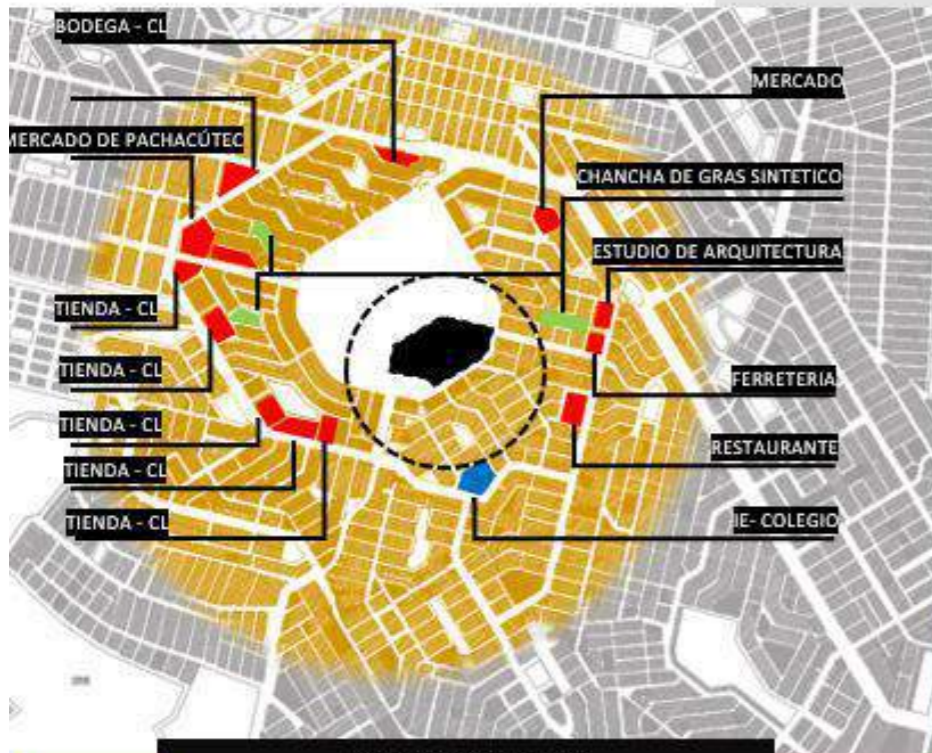 BODEGA - CL
MERCADO
MERCADO DE PACHACÚTEC
CHANCHA DE GRAS SINTETICO
ESTUDIO DE ARQUITECTURA
TIENDA - CL
TIENDA - CL
FERRETERIA
TIENDA - CL
RESTAURANTE
TIENDA - CL
TIENDA - CL
IE- COLEGIO